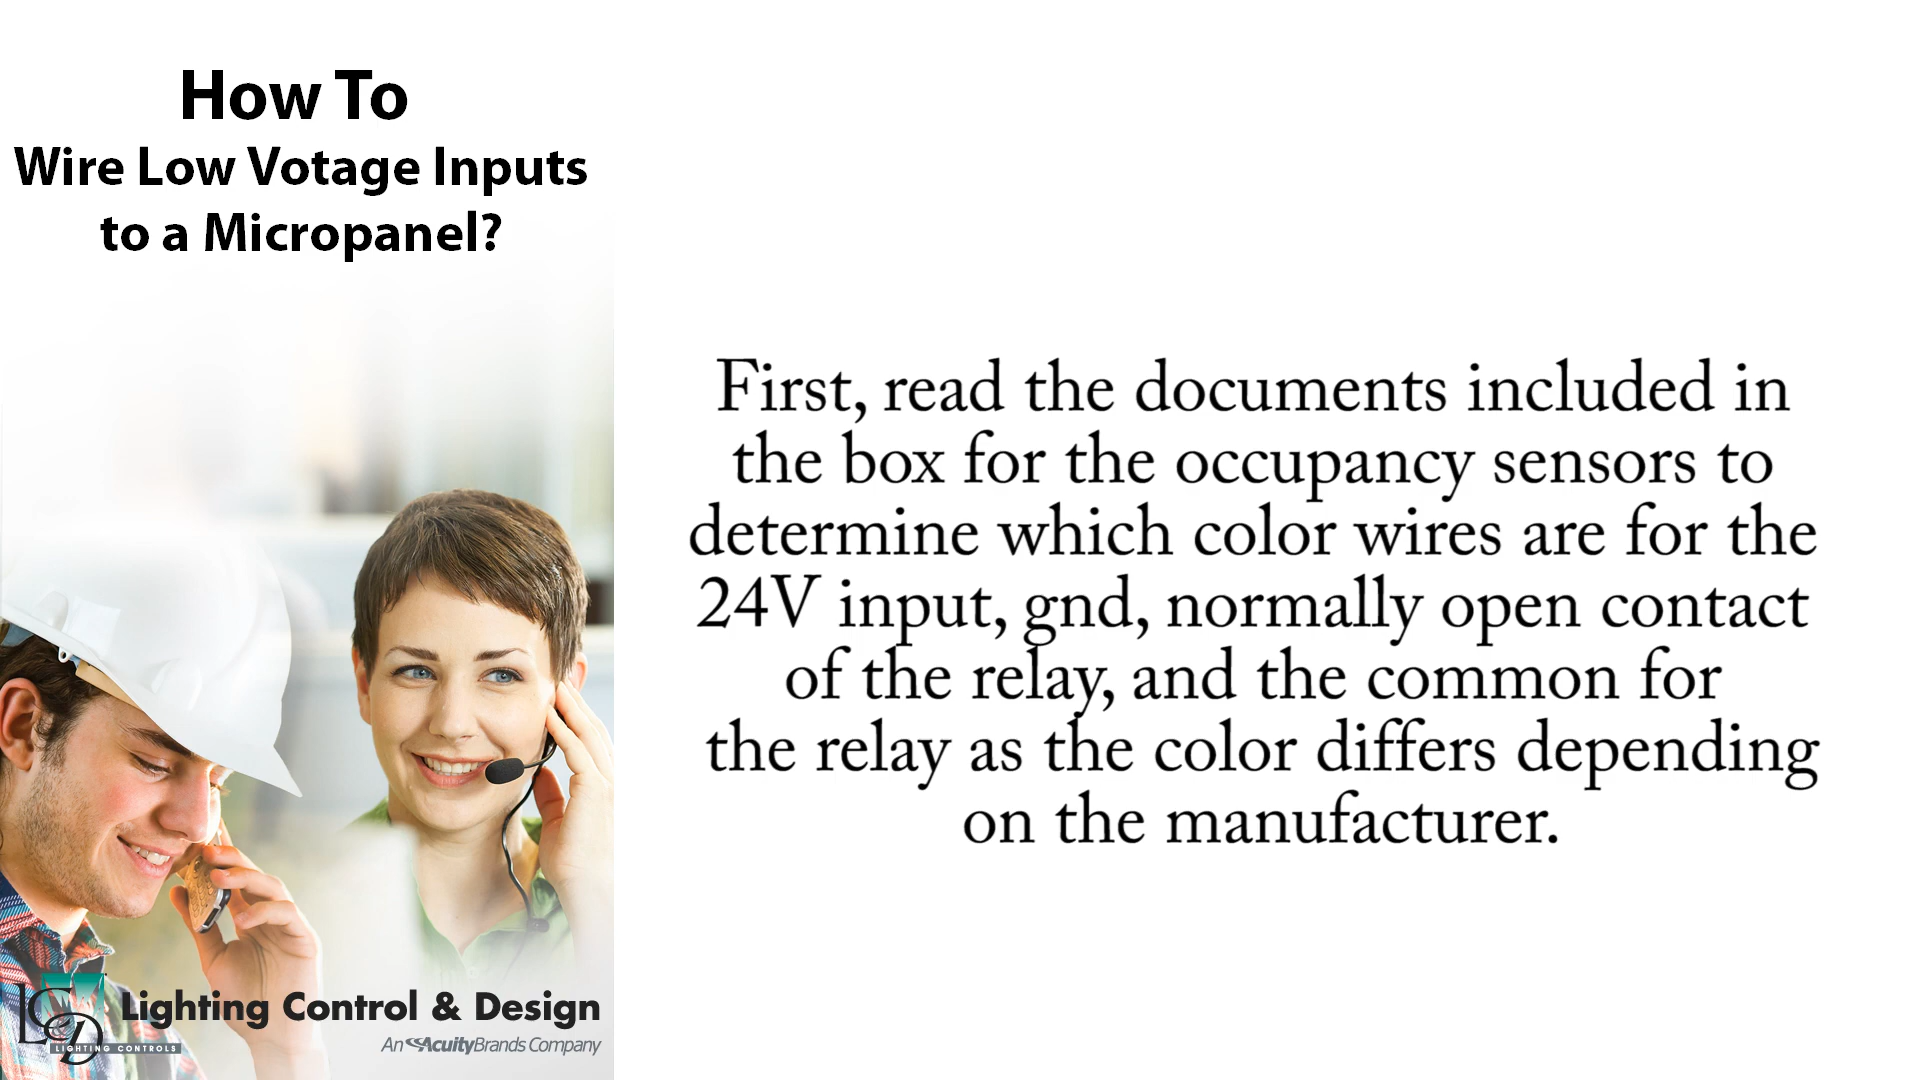 How To
Wire Low Votage Inputs
to a Micropanel?
First, read the documents included in
the box for the occupancy sensors to
determine which color wires are for the
24V input, gnd, normally open contact
of the relay, and the common for
the relay as the color differs depending
on the manufacturer.
LCD
LIGHTING CONTROLS
Lighting Control & Design
An AcuityBrands Company